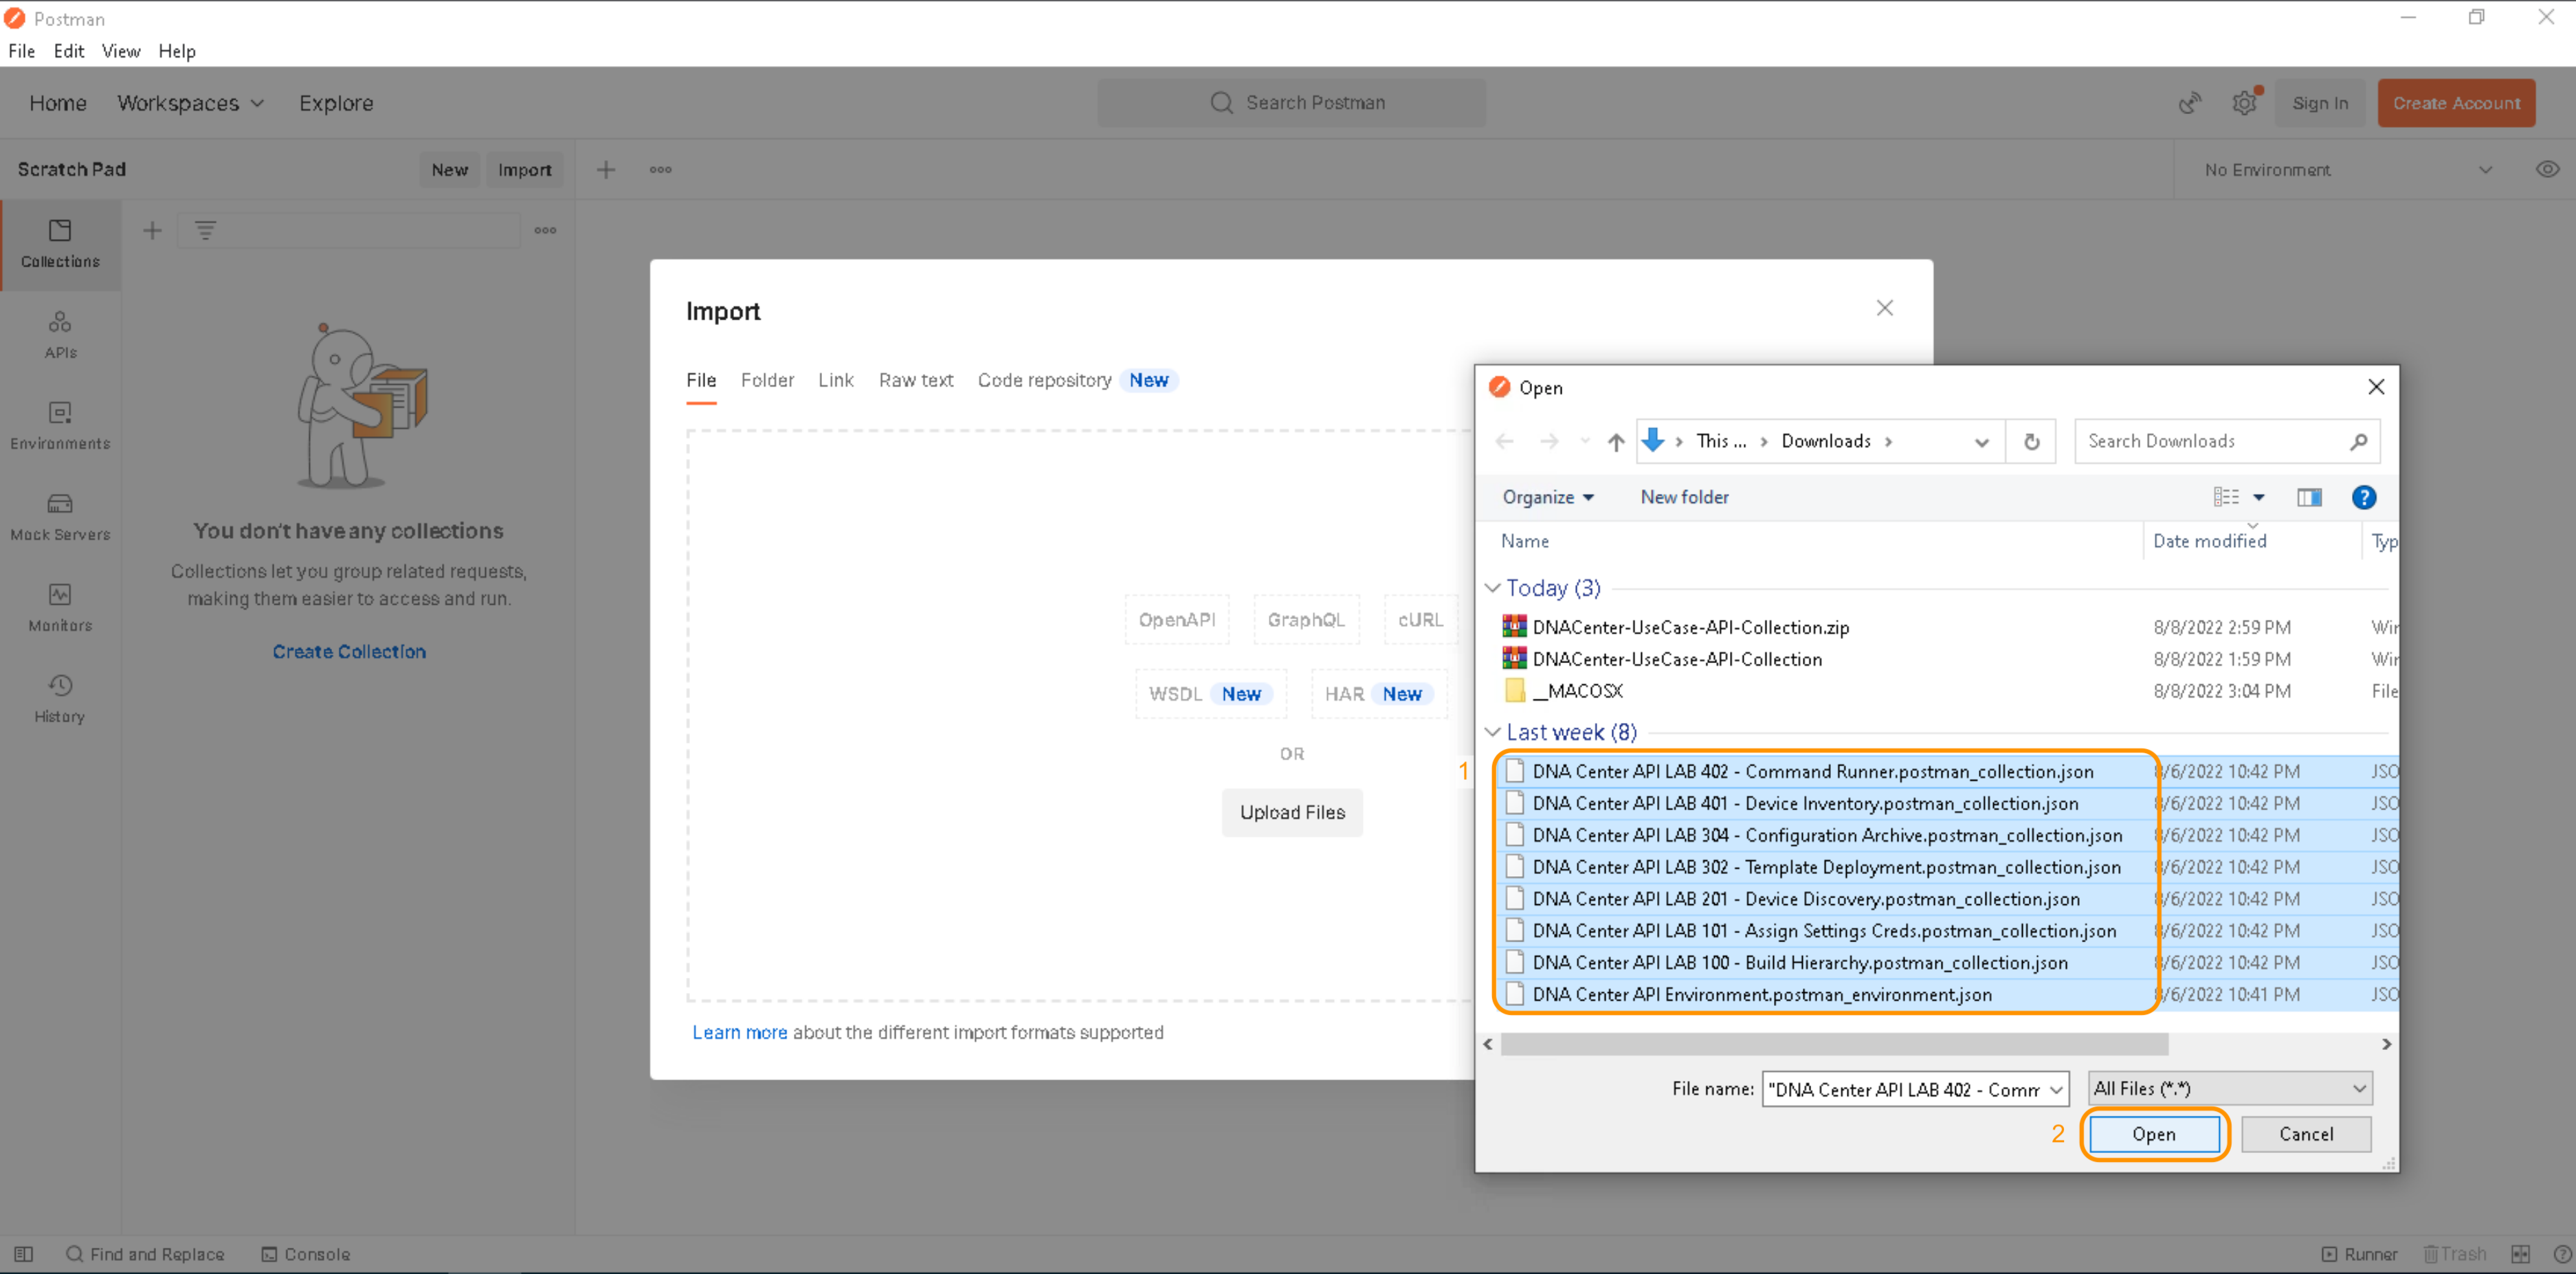 Postman
File Edit View Help
Home Workspaces Explore Search Postman Sign In Create Account
Scratch Pad New Import No Environment
Collections
APIs
Environments
Mock Servers
Monitors
History
You don't have any collections
Collections let you group related requests,
making them easier to access and run.
Create Collection
Import
File Folder Link Raw text Code repository New
OpenAPI GraphQL cURL
WSDL New HAR New
OR
Upload Files
Learn more about the different import formats supported
Open
This ... Downloads Search Downloads
Organize New folder ?
Name Date modified Typ
Today (3)
DNACenter-UseCase-API-Collection.zip 8/8/2022 2:59 PM Wir
DNACenter-UseCase-API-Collection 8/8/2022 1:59 PM Wir
__MACOSX 8/8/2022 3:04 PM File
Last week (8)
1 DNA Center API LAB 402 - Command Runner.postman_collection.json 8/6/2022 10:42 PM JSO
DNA Center API LAB 401 - Device Inventory.postman_collection.json 8/6/2022 10:42 PM JSO
DNA Center API LAB 304 - Configuration Archive.postman_collection.json 8/6/2022 10:42 PM JSO
DNA Center API LAB 302 - Template Deployment.postman_collection.json 8/6/2022 10:42 PM JSO
DNA Center API LAB 201 - Device Discovery.postman_collection.json 8/6/2022 10:42 PM JSO
DNA Center API LAB 101 - Assign Settings Creds.postman_collection.json 8/6/2022 10:42 PM JSO
DNA Center API LAB 100 - Build Hierarchy.postman_collection.json 8/6/2022 10:42 PM JSO
DNA Center API Environment.postman_environment.json 8/6/2022 10:41 PM JSO
File name: "DNA Center API LAB 402 - Comm All Files (*.*)
2 Open Cancel
Find and Replace Console Runner Trash ?